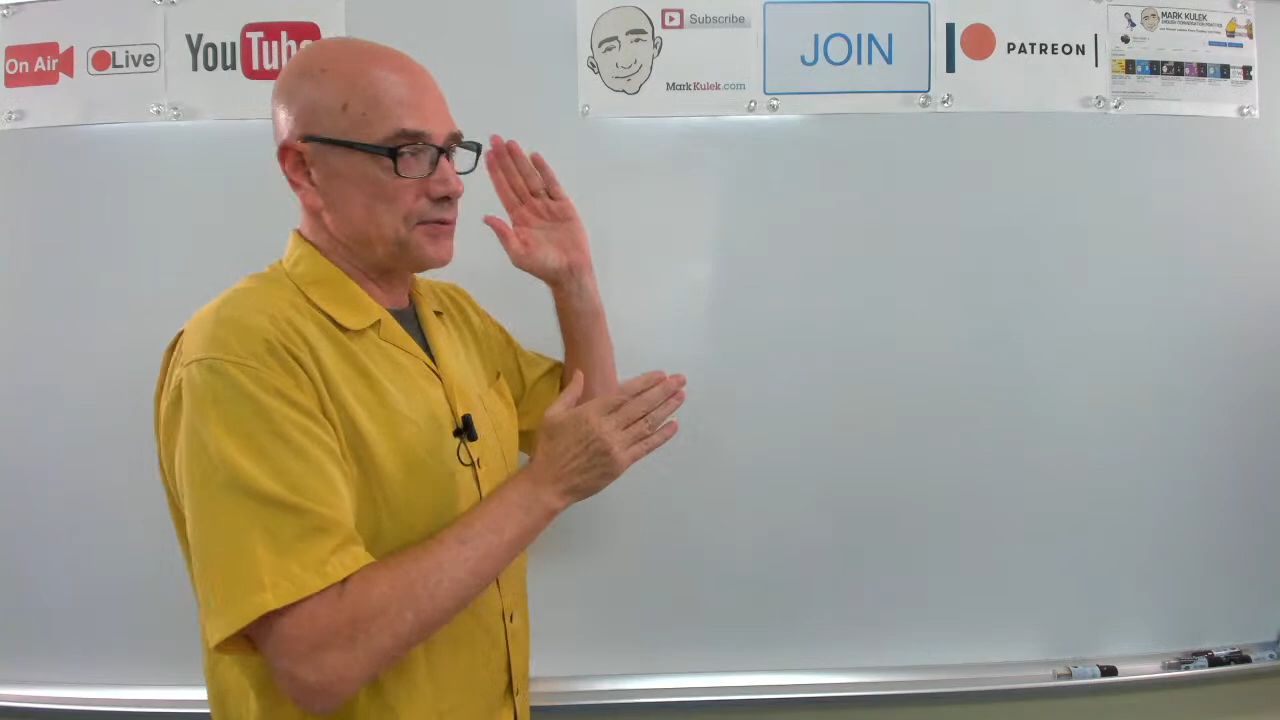 On Air
Live
YouTube
Subscribe
MarkKulek.com
JOIN
PATREON
MARK KULEK